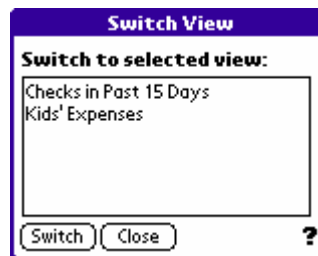 Switch View
Switch to selected view:
Checks in Past 15 Days
Kids' Expenses
Switch Close ?